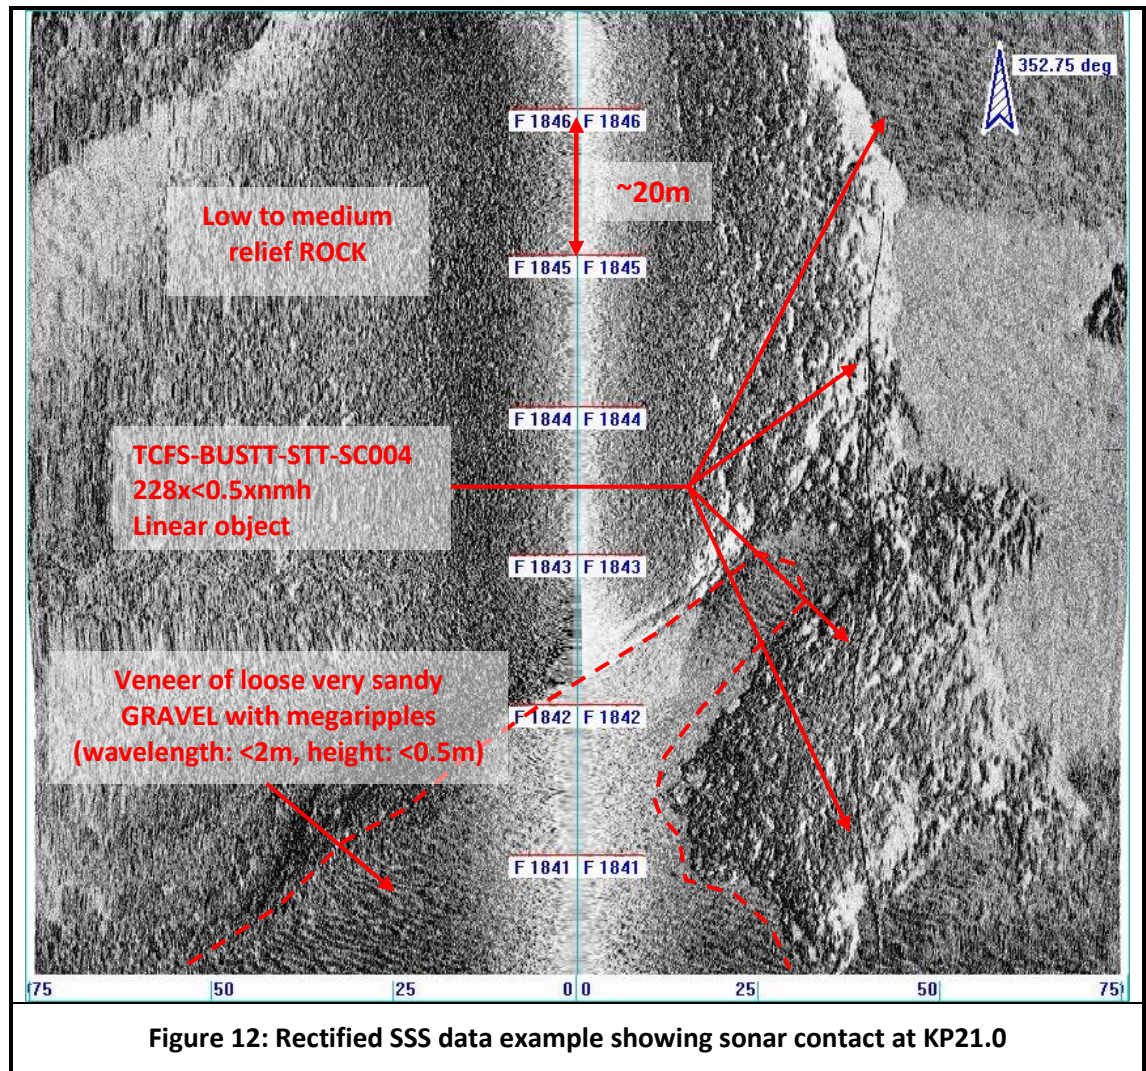 352.75 deg
F 1846 F 1846
~20m
Low to medium
relief ROCK
F 1845 F 1845
F 1844 F 1844
TCFS-BUSTT-STT-SC004
228x<0.5xnmh
Linear object
F 1843 F 1843
Veneer of loose very sandy
GRAVEL with megaripples
(wavelength: <2m, height: <0.5m)
F 1842 F 1842
F 1841 F 1841
75 50 25 0 0 25 50 75
Figure 12: Rectified SSS data example showing sonar contact at KP21.0